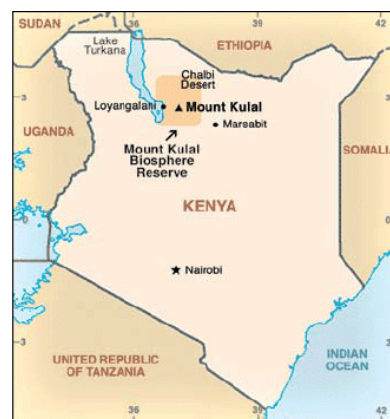 36
39
42
SUDAN
ETHIOPIA
Lake
Turkana
Chalbi
Desert
3
Loyangalani
Mount Kulal
Marsabit
UGANDA
Mount Kulal
Biosphere
Reserve
SOMALIA
KENYA
0
Nairobi
3
3
UNITED REPUBLIC
OF TANZANIA
INDIAN
OCEAN
36
39
42